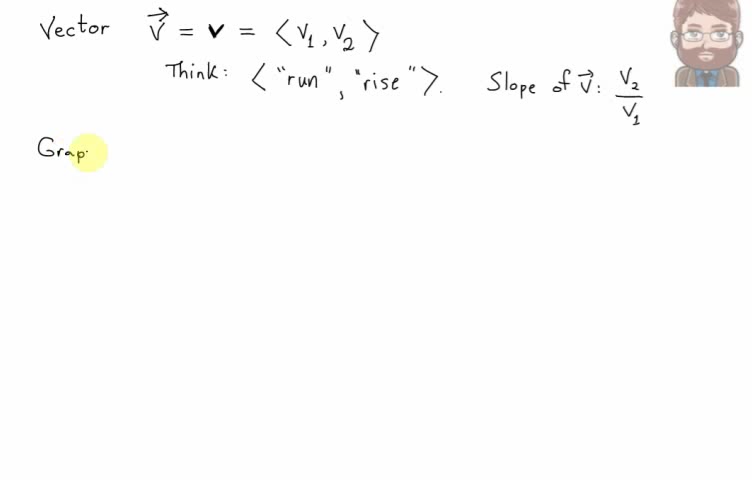 Vector v⃗ = v = ⟨v₁, v₂⟩
Think: ⟨"run", "rise"⟩. Slope of v⃗: v₂/v₁
Grap